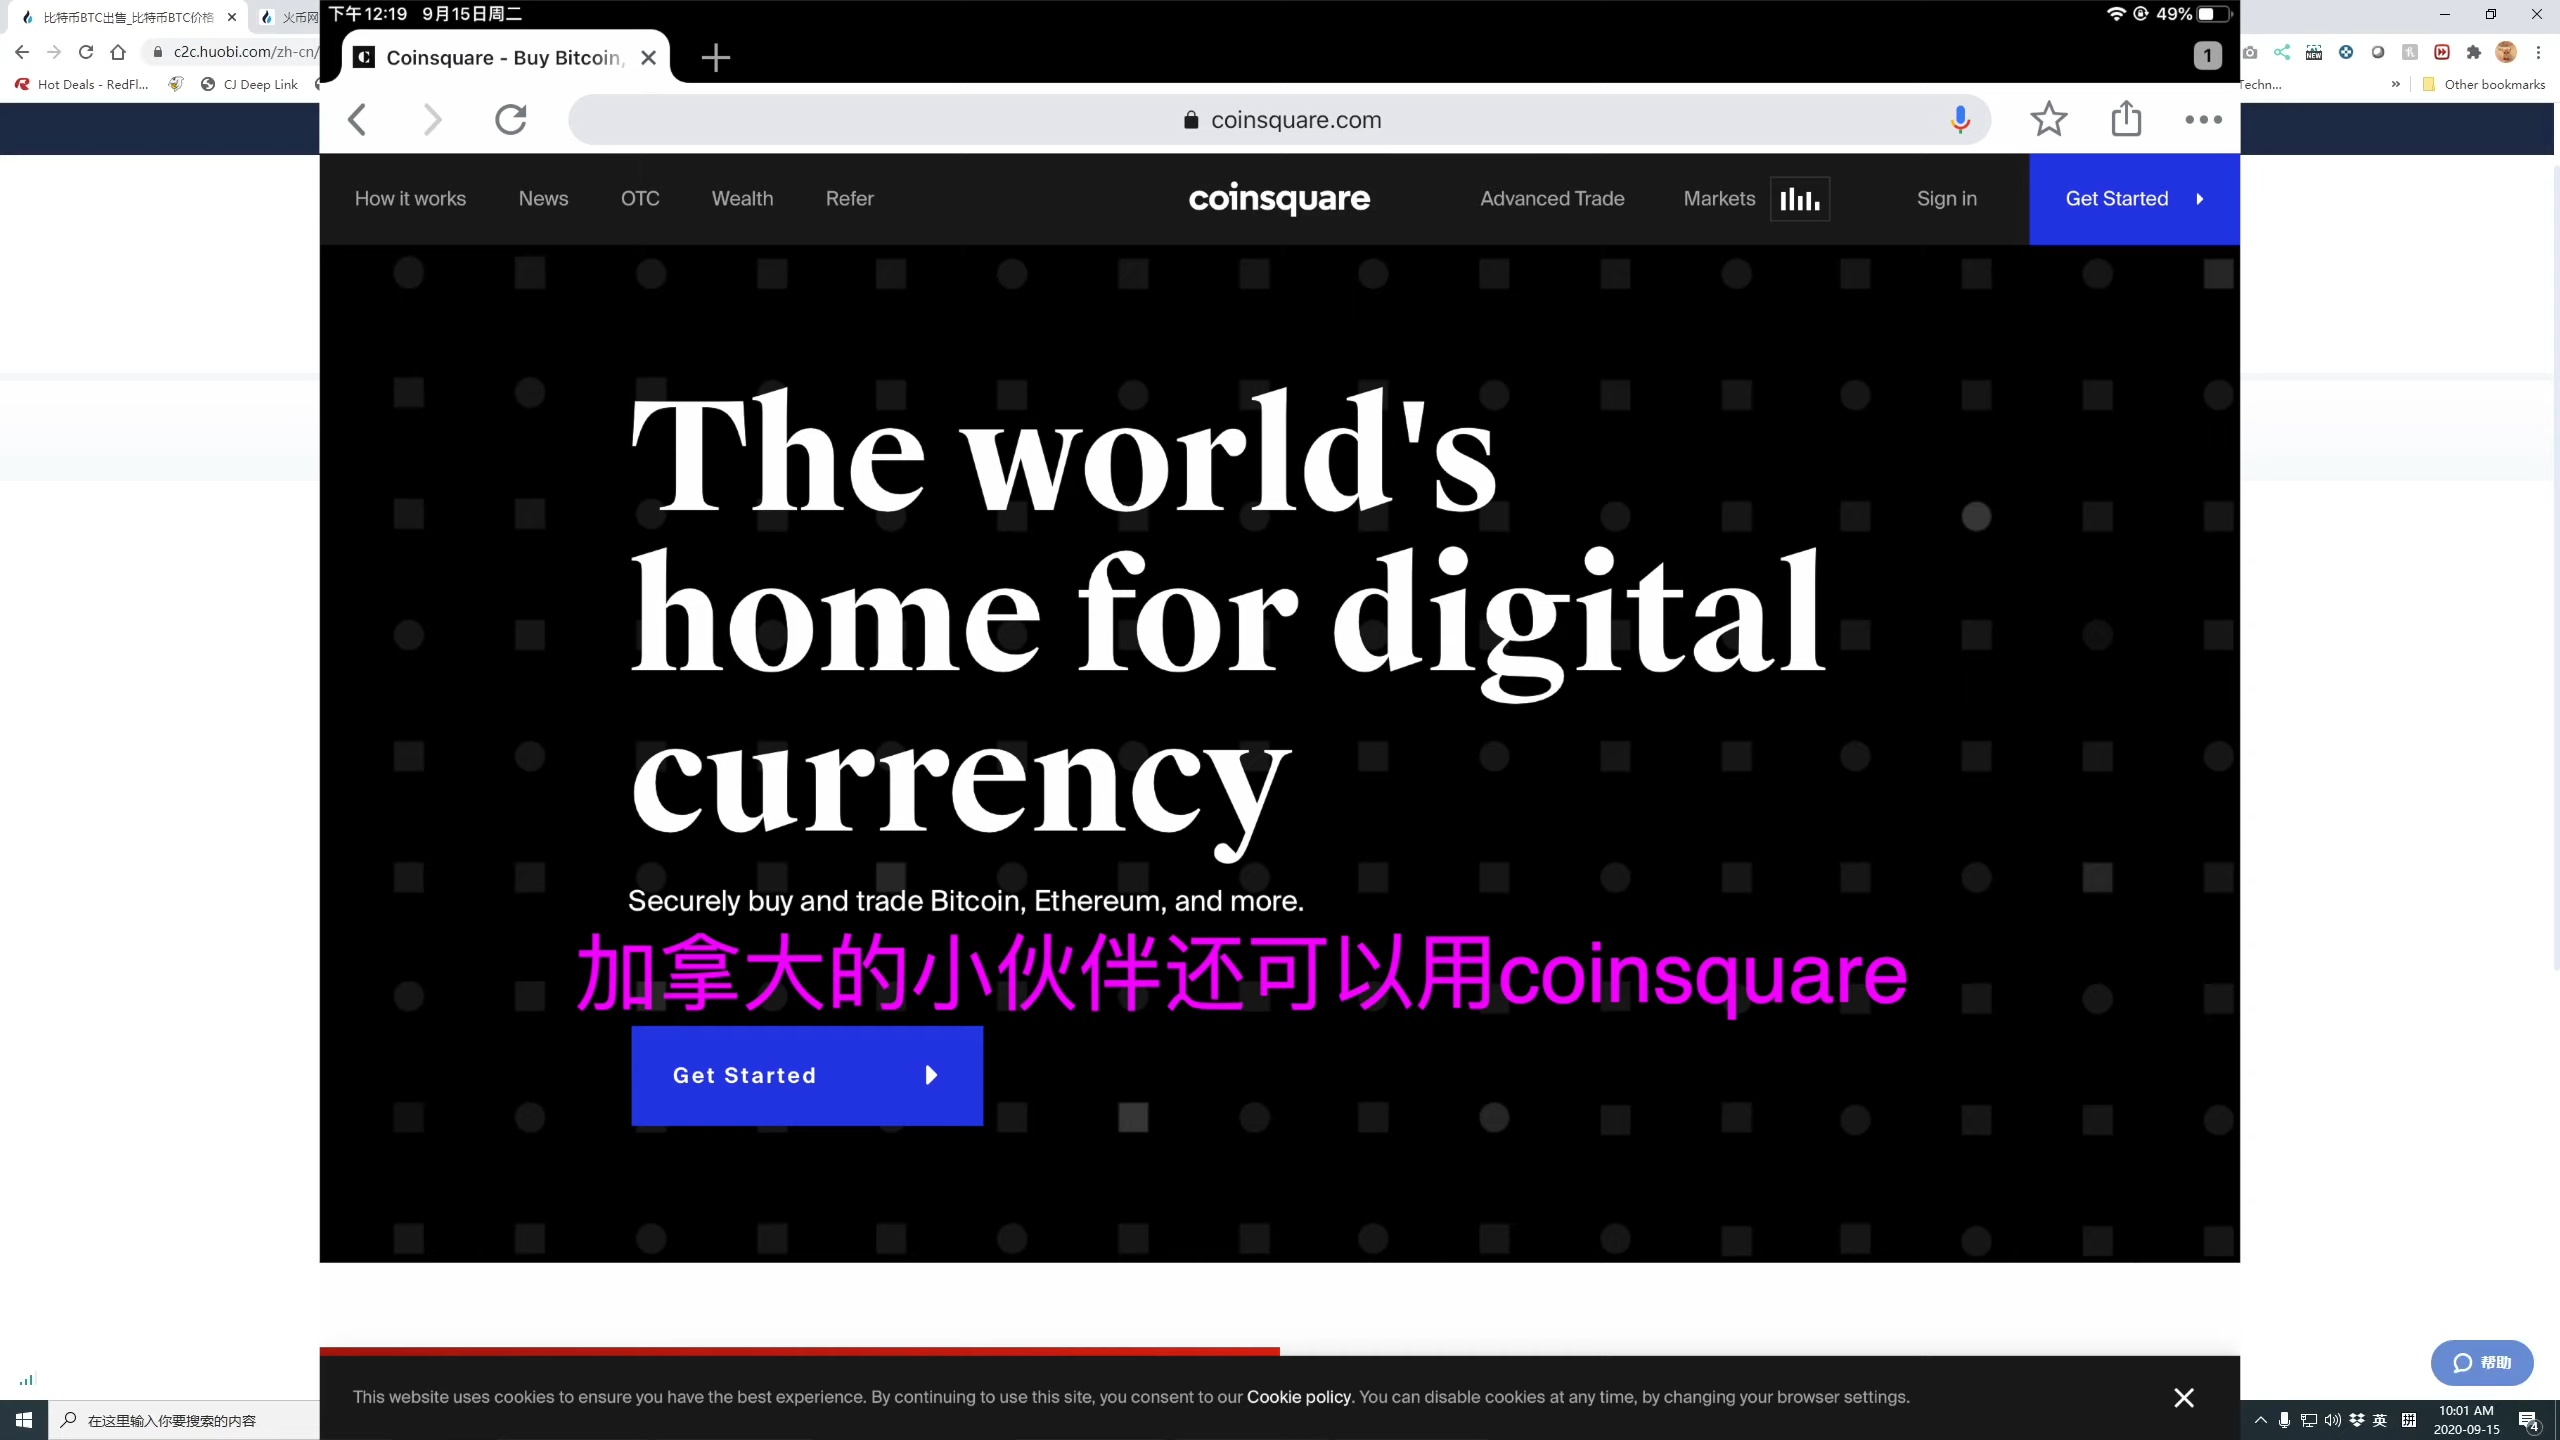 比特币BTC出售_比特币BTC价格
火币网
c2c.huobi.com/zh-cn/
Hot Deals - RedFl...
CJ Deep Link
Techn...
Other bookmarks
下午12:19 9月15日周二
49%
Coinsquare - Buy Bitcoin,
1
coinsquare.com
How it works
News
OTC
Wealth
Refer
coinsquare
Advanced Trade
Markets
Sign in
Get Started
The world's
home for digital
currency
Securely buy and trade Bitcoin, Ethereum, and more.
加拿大的小伙伴还可以用coinsquare
Get Started
This website uses cookies to ensure you have the best experience. By continuing to use this site, you consent to our Cookie policy. You can disable cookies at any time, by changing your browser settings.
帮助
在这里输入你要搜索的内容
英
拼
10:01 AM
2020-09-15
4